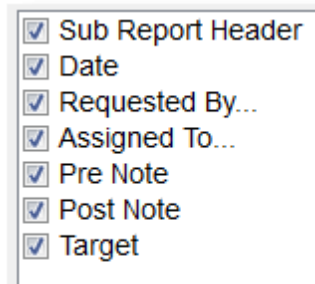 Sub Report Header
Date
Requested By...
Assigned To...
Pre Note
Post Note
Target